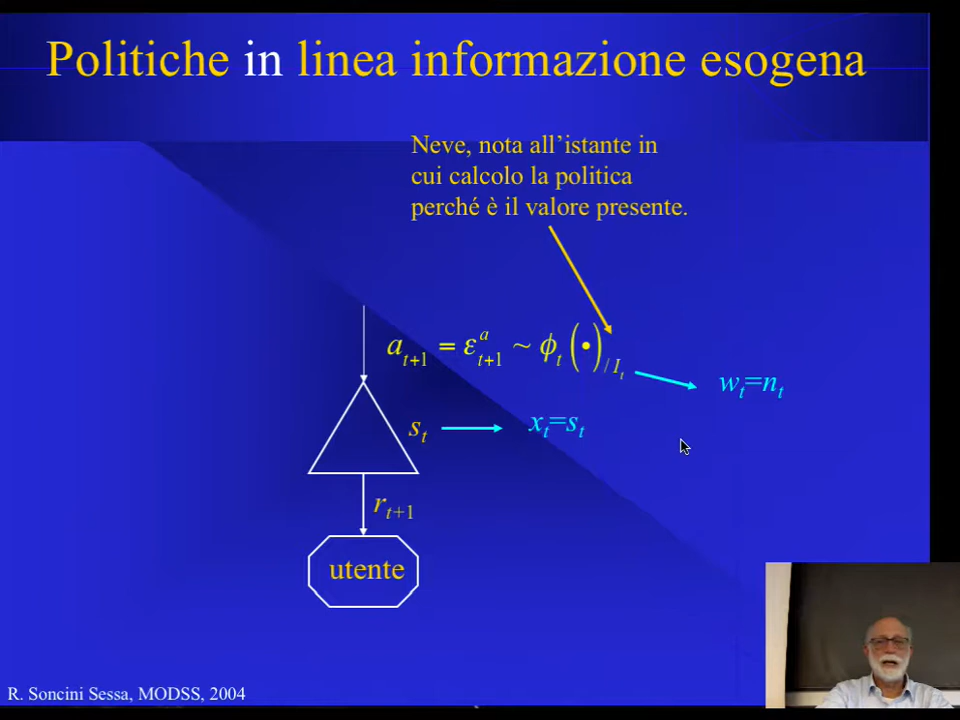 Politiche in linea informazione esogena
Neve, nota all'istante in
cui calcolo la politica
perché è il valore presente.
a_{t+1} = ε^a_{t+1} ~ ϕ_t (•)_{/I_t}
w_t=n_t
s_t
x_t=s_t
r_{t+1}
utente
R. Soncini Sessa, MODSS, 2004